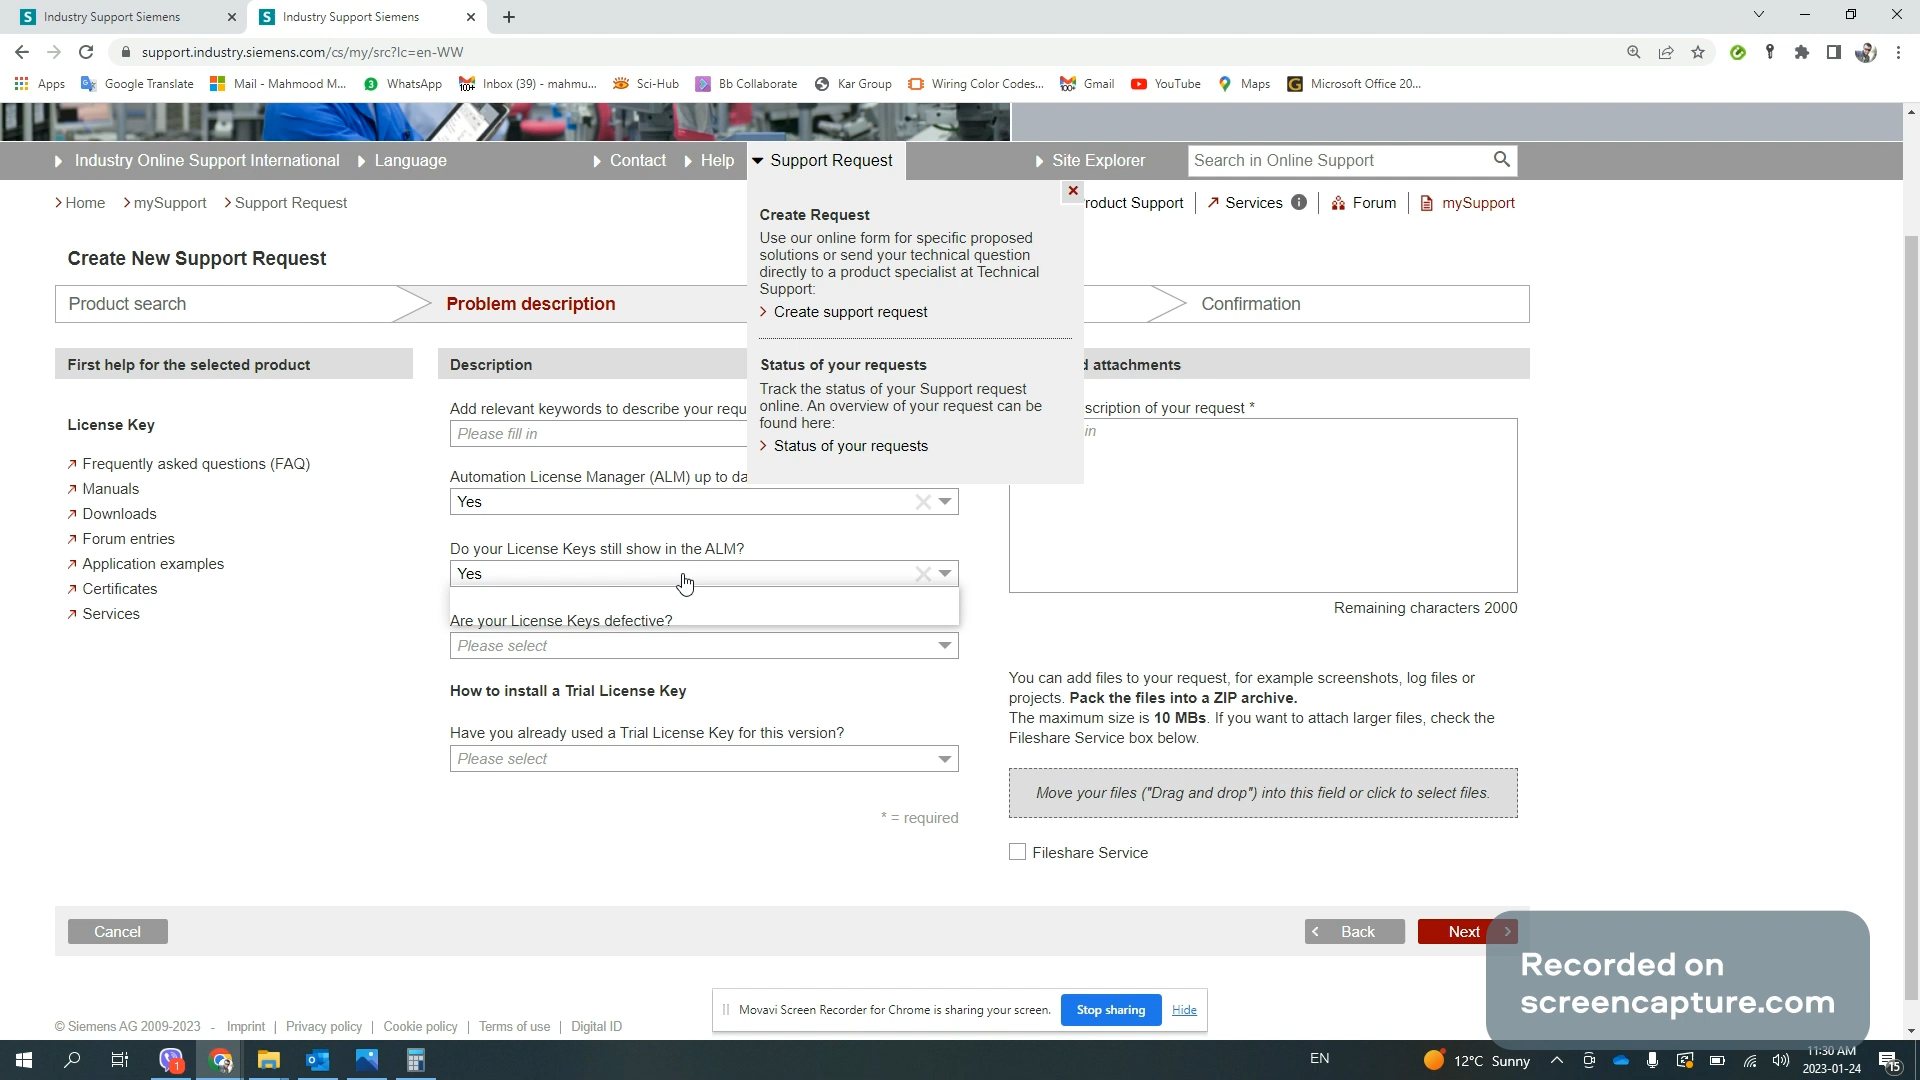 Industry Support Siemens
Industry Support Siemens
support.industry.siemens.com/cs/my/src?lc=en-WW
Apps
Google Translate
Mail - Mahmood M...
WhatsApp
Inbox (39) - mahmu...
Sci-Hub
Bb Collaborate
Kar Group
Wiring Color Codes...
Gmail
YouTube
Maps
Microsoft Office 20...
Industry Online Support International
Language
Contact
Help
Support Request
Site Explorer
Search in Online Support
Home
mySupport
Support Request
roduct Support
Services
Forum
mySupport
Create Request
Use our online form for specific proposed
solutions or send your technical question
directly to a product specialist at Technical
Support:
Create support request
Status of your requests
Track the status of your Support request
online. An overview of your request can be
found here:
Status of your requests
Create New Support Request
Product search
Problem description
Confirmation
First help for the selected product
License Key
Frequently asked questions (FAQ)
Manuals
Downloads
Forum entries
Application examples
Certificates
Services
Description
Add relevant keywords to describe your requ
Please fill in
Automation License Manager (ALM) up to da
Yes
Do your License Keys still show in the ALM?
Yes
Are your License Keys defective?
Please select
How to install a Trial License Key
Have you already used a Trial License Key for this version?
Please select
* = required
d attachments
scription of your request *
in
Remaining characters 2000
You can add files to your request, for example screenshots, log files or
projects. Pack the files into a ZIP archive.
The maximum size is 10 MBs. If you want to attach larger files, check the
Fileshare Service box below.
Move your files ("Drag and drop") into this field or click to select files.
Fileshare Service
Cancel
Back
Next
Recorded on
screencapture.com
Movavi Screen Recorder for Chrome is sharing your screen.
Stop sharing
Hide
© Siemens AG 2009-2023 - Imprint | Privacy policy | Cookie policy | Terms of use | Digital ID
EN
12°C Sunny
11:30 AM
2023-01-24
15